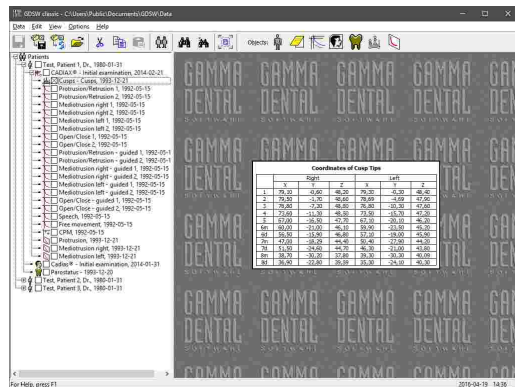 GDSW classic - C:\Users\Public\Documents\GDSW\Data
Data Edit View Options Help
Objects:
Patients
Test, Patient 1, Dr., 1980-01-31
CADIAX® - Initial examination, 2014-02-21
Cusps - Cusps, 1993-12-21
Protrusion/Retrusion 1, 1992-05-15
Protrusion/Retrusion 2, 1992-05-15
Mediotrusion right 1, 1992-05-15
Mediotrusion right 2, 1992-05-15
Mediotrusion left 1, 1992-05-15
Mediotrusion left 2, 1992-05-15
Open/Close 1, 1992-05-15
Open/Close 2, 1992-05-15
Protrusion/Retrusion - guided 1, 1992-05-1
Protrusion/Retrusion - guided 2, 1992-05-1
Mediotrusion right - guided 1, 1992-05-15
Mediotrusion right - guided 2, 1992-05-15
Mediotrusion left - guided 1, 1992-05-15
Mediotrusion left - guided 2, 1992-05-15
Open/Close - guided 1, 1992-05-15
Open/Close - guided 2, 1992-05-15
Speech, 1992-05-15
Free movement, 1992-05-15
CPM, 1992-05-15
Protrusion, 1993-12-21
Mediotrusion right, 1993-12-21
Mediotrusion left, 1993-12-21
Cadias® - Initial examination, 2014-01-31
Parostatus - 1993-12-20
Test, Patient 2, Dr., 1980-01-31
Test, Patient 3, Dr., 1980-01-31
GAMMA DENTAL SOFTWARE
Coordinates of Cusp Tips
Right Left
X Y Z X Y Z
1 79,10 -0,60 48,20 79,30 -0,30 48,40
2 79,50 -1,70 48,60 78,69 -4,69 47,90
3 76,80 -7,30 48,80 76,80 -10,30 47,60
4 73,60 -11,30 48,50 73,50 -15,70 47,20
5 67,00 -16,50 47,70 67,10 -20,10 46,20
6m 60,00 -21,00 46,10 59,90 -23,50 45,20
6d 56,50 -15,90 46,80 57,10 -19,00 45,90
7m 47,00 -18,29 44,40 50,40 -27,90 44,20
7d 51,50 -24,60 44,70 46,30 -21,00 43,80
8m 38,70 -30,20 37,80 39,30 -30,30 40,09
8d 36,90 -22,80 39,59 35,30 -24,10 40,30
For Help, press F1
2016-04-19 14:36